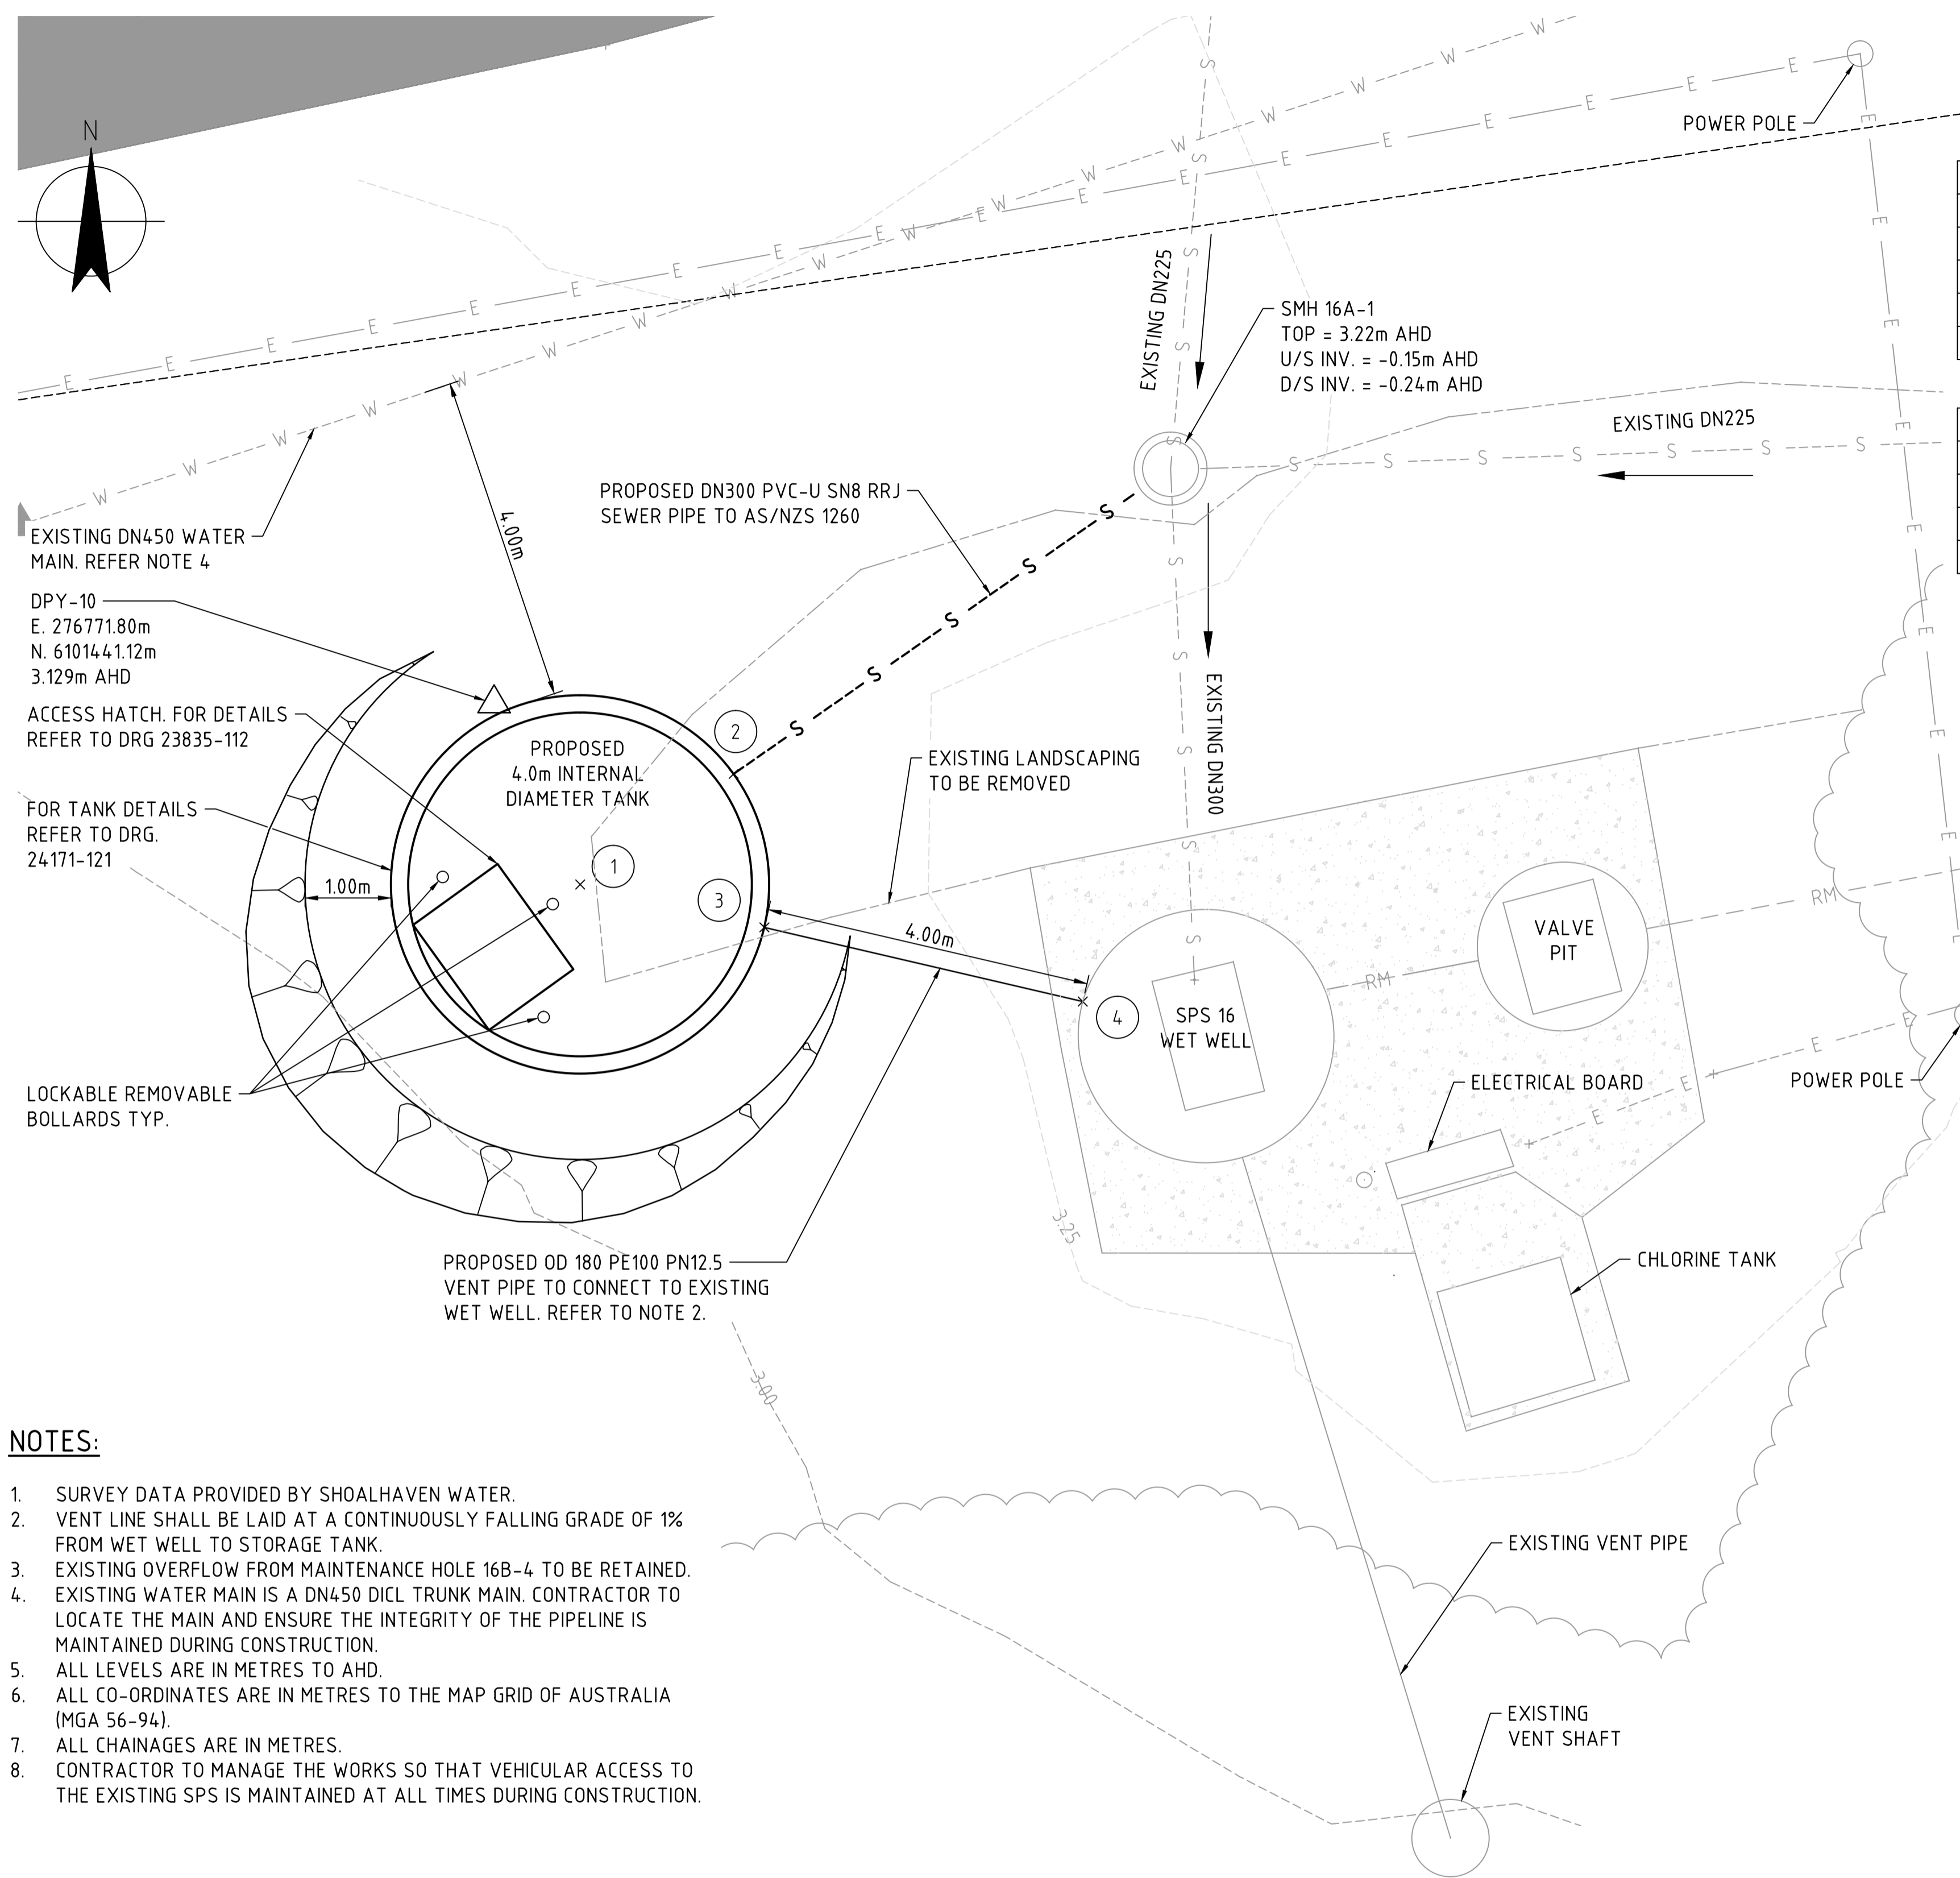 N
POWER POLE
EXISTING DN225
SMH 16A-1
TOP = 3.22m AHD
U/S INV. = -0.15m AHD
D/S INV. = -0.24m AHD
EXISTING DN225
PROPOSED DN300 PVC-U SN8 RRJ
SEWER PIPE TO AS/NZS 1260
4.00m
EXISTING DN450 WATER
MAIN. REFER NOTE 4
DPY-10
E. 276771.80m
N. 6101441.12m
3.129m AHD
ACCESS HATCH. FOR DETAILS
REFER TO DRG 23835-112
FOR TANK DETAILS
REFER TO DRG.
24171-121
1.00m
PROPOSED
4.0m INTERNAL
DIAMETER TANK
1
2
3
4
EXISTING DN300
EXISTING LANDSCAPING
TO BE REMOVED
4.00m
VALVE
PIT
RM
RM
SPS 16
WET WELL
ELECTRICAL BOARD
POWER POLE
LOCKABLE REMOVABLE
BOLLARDS TYP.
3.25
CHLORINE TANK
PROPOSED OD 180 PE100 PN12.5
VENT PIPE TO CONNECT TO EXISTING
WET WELL. REFER TO NOTE 2.
3.00
EXISTING VENT PIPE
EXISTING
VENT SHAFT
NOTES:
1. SURVEY DATA PROVIDED BY SHOALHAVEN WATER.
2. VENT LINE SHALL BE LAID AT A CONTINUOUSLY FALLING GRADE OF 1%
FROM WET WELL TO STORAGE TANK.
3. EXISTING OVERFLOW FROM MAINTENANCE HOLE 16B-4 TO BE RETAINED.
4. EXISTING WATER MAIN IS A DN450 DICL TRUNK MAIN. CONTRACTOR TO
LOCATE THE MAIN AND ENSURE THE INTEGRITY OF THE PIPELINE IS
MAINTAINED DURING CONSTRUCTION.
5. ALL LEVELS ARE IN METRES TO AHD.
6. ALL CO-ORDINATES ARE IN METRES TO THE MAP GRID OF AUSTRALIA
(MGA 56-94).
7. ALL CHAINAGES ARE IN METRES.
8. CONTRACTOR TO MANAGE THE WORKS SO THAT VEHICULAR ACCESS TO
THE EXISTING SPS IS MAINTAINED AT ALL TIMES DURING CONSTRUCTION.